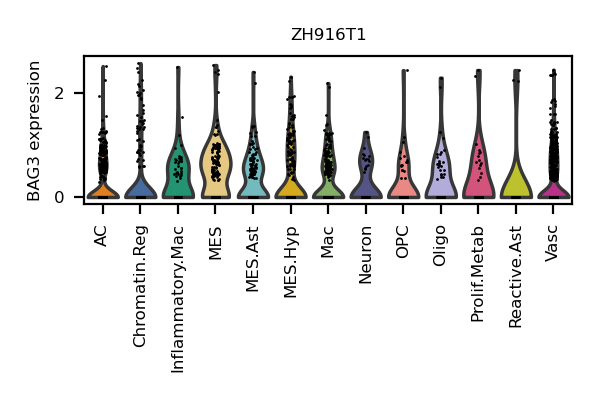 ZH916T1
BAG3 expression
2
0
AC
Chromatin.Reg
Inflammatory.Mac
MES
MES.Ast
MES.Hyp
Mac
Neuron
OPC
Oligo
Prolif.Metab
Reactive.Ast
Vasc